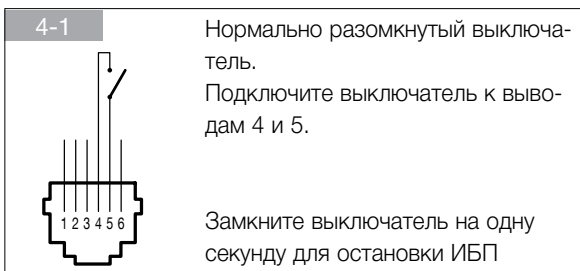 4-1
Нормально разомкнутый выключа-
тель.
Подключите выключатель к выво-
дам 4 и 5.
1 2 3 4 5 6
Замкните выключатель на одну
секунду для остановки ИБП